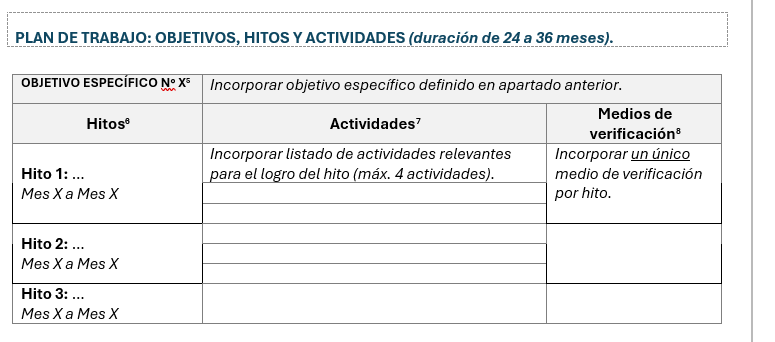 PLAN DE TRABAJO: OBJETIVOS, HITOS Y ACTIVIDADES (duración de 24 a 36 meses).
OBJETIVO ESPECÍFICO Nº X⁵
Incorporar objetivo específico definido en apartado anterior.
Hitos⁶
Actividades⁷
Medios de
verificación⁸
Hito 1: ...
Mes X a Mes X
Incorporar listado de actividades relevantes
para el logro del hito (máx. 4 actividades).
Incorporar un único
medio de verificación
por hito.
Hito 2: ...
Mes X a Mes X
Hito 3: ...
Mes X a Mes X